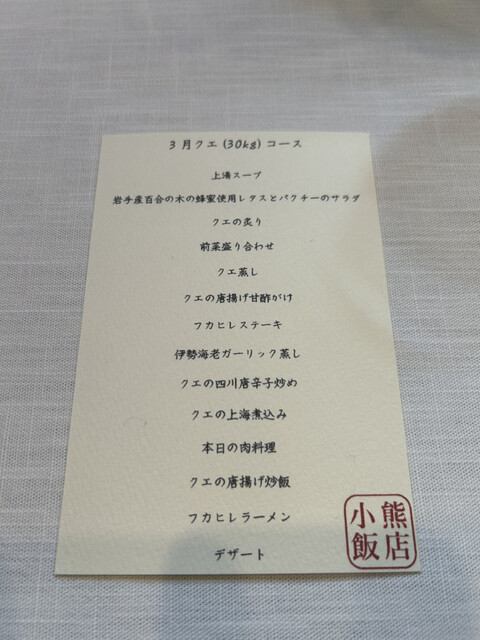 3月クエ(30kg)コース
上湯スープ
岩手産百合の木の蜂蜜使用レタスとパクチーのサラダ
クエの炙り
前菜盛り合わせ
クエ蒸し
クエの唐揚げ甘酢がけ
フカヒレステーキ
伊勢海老ガーリック蒸し
クエの四川唐辛子炒め
クエの上海煮込み
本日の肉料理
クエの唐揚げ炒飯
フカヒレラーメン
デザート
小熊
飯店